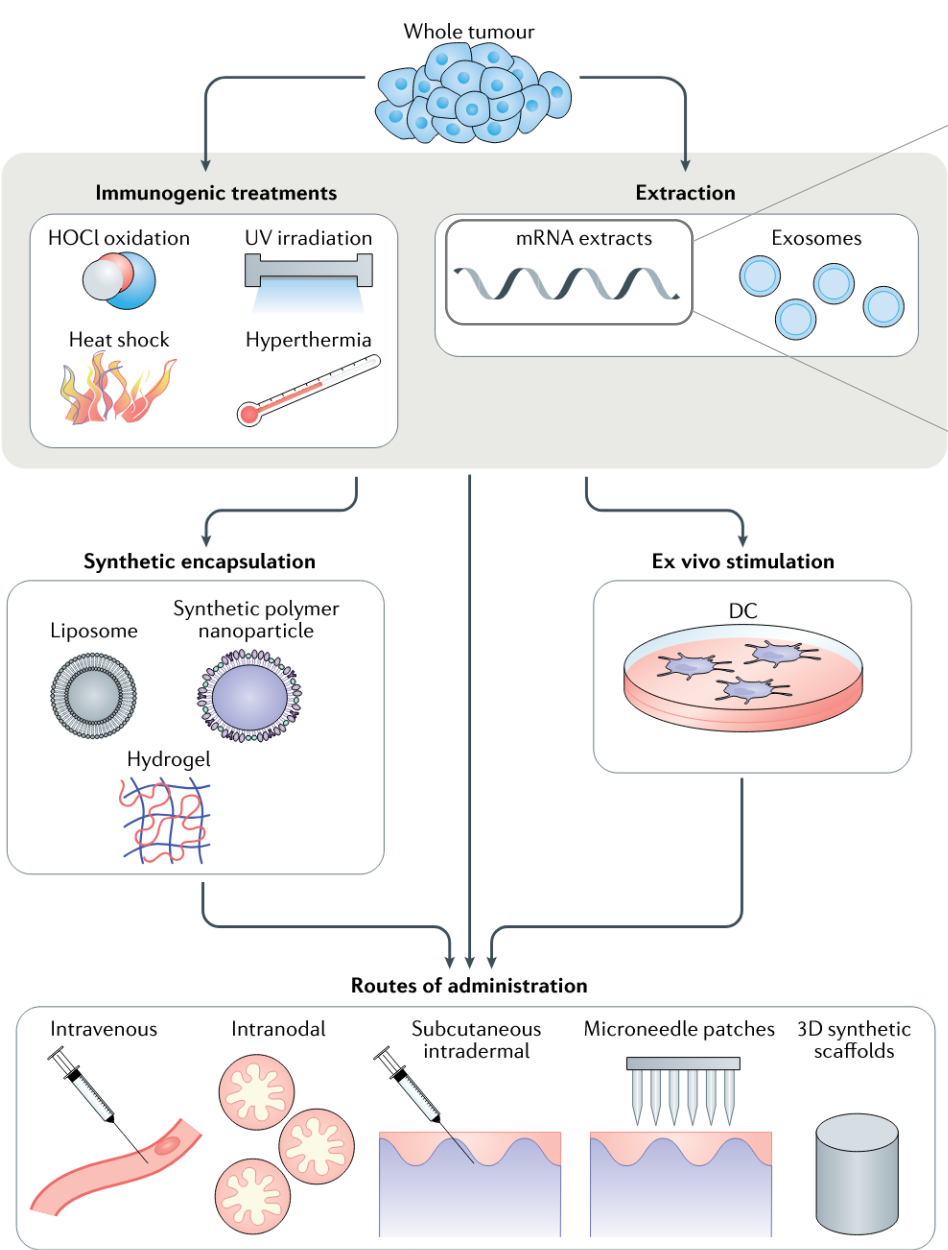 Whole tumour
Immunogenic treatments
Extraction
HOCl oxidation
UV irradiation
mRNA extracts
Exosomes
Heat shock
Hyperthermia
Synthetic encapsulation
Ex vivo stimulation
Liposome
Synthetic polymer
nanoparticle
DC
Hydrogel
Routes of administration
Intravenous
Intranodal
Subcutaneous
intradermal
Microneedle patches
3D synthetic
scaffolds